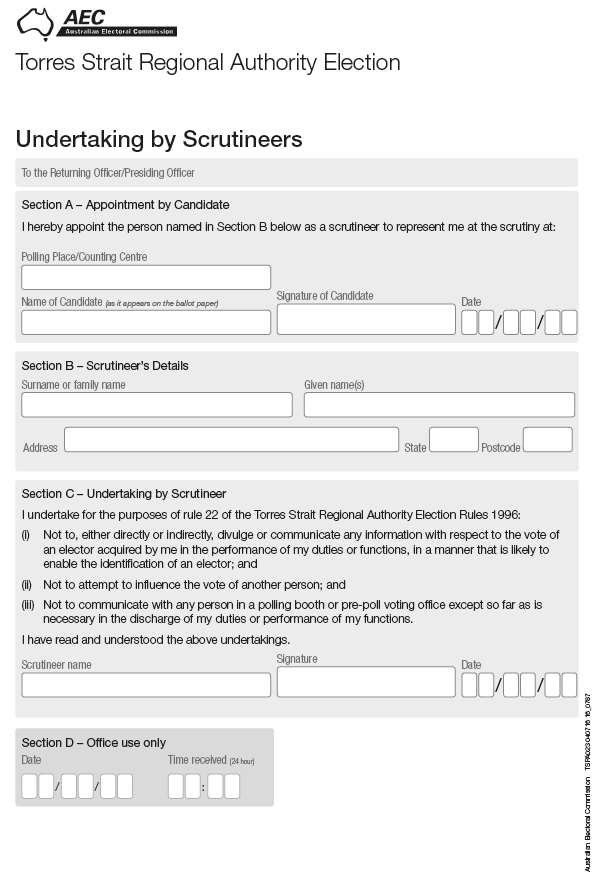 AEC
Australian Electoral Commission
Torres Strait Regional Authority Election
Undertaking by Scrutineers
To the Returning Officer/Presiding Officer
Section A – Appointment by Candidate
I hereby appoint the person named in Section B below as a scrutineer to represent me at the scrutiny at:
Polling Place/Counting Centre
Name of Candidate (as it appears on the ballot paper)
Signature of Candidate
Date
/ /
Section B – Scrutineer's Details
Surname or family name
Given name(s)
Address
State
Postcode
Section C – Undertaking by Scrutineer
I undertake for the purposes of rule 22 of the Torres Strait Regional Authority Election Rules 1996:
(i) Not to, either directly or indirectly, divulge or communicate any information with respect to the vote of
an elector acquired by me in the performance of my duties or functions, in a manner that is likely to
enable the identification of an elector; and
(ii) Not to attempt to influence the vote of another person; and
(iii) Not to communicate with any person in a polling booth or pre-poll voting office except so far as is
necessary in the discharge of my duties or performance of my functions.
I have read and understood the above undertakings.
Scrutineer name
Signature
Date
/ /
Section D – Office use only
Date
Time received (24 hour)
/ /
:
Australian Electoral Commission